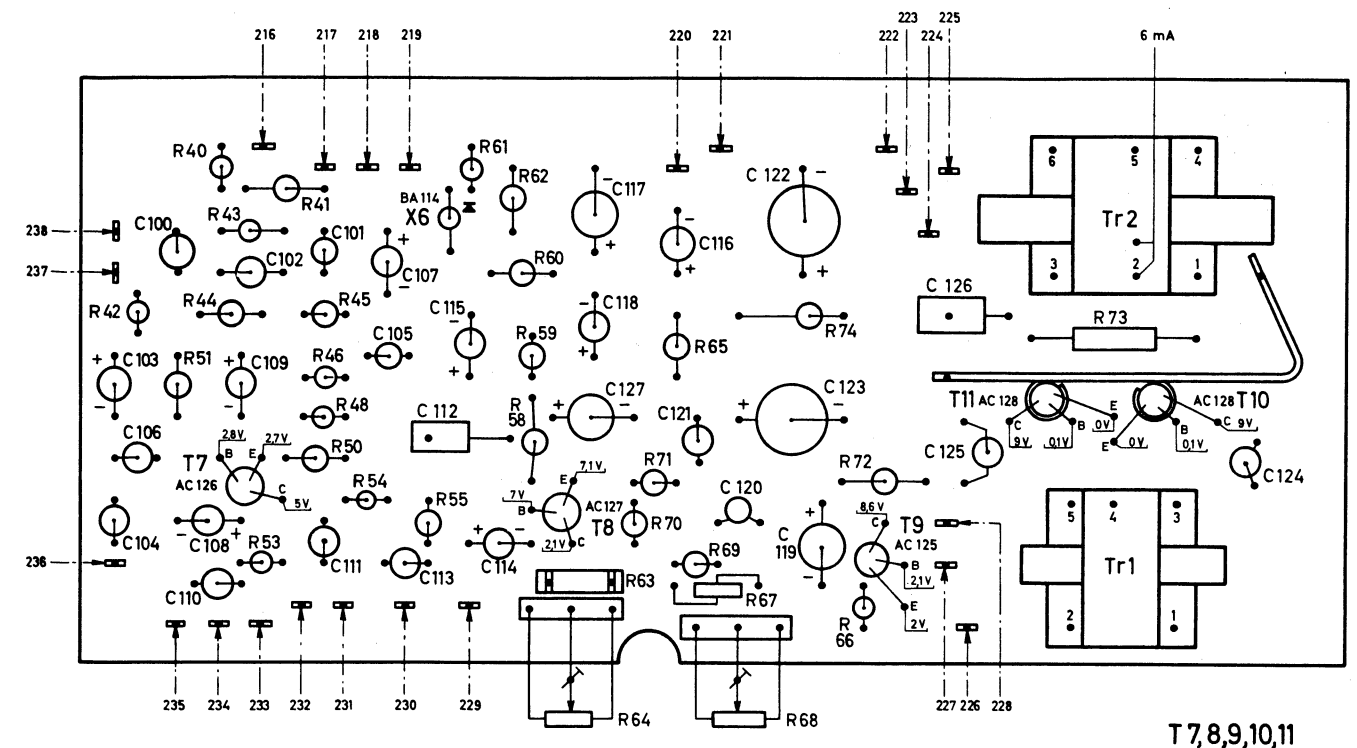 223 225
216 217 218 219 220 221 222 224 6 mA
R40 R61
R62 C117 C 122 6 5 4
R41 BA 114
X6
R43 C101 Tr2
C100 C116
238
C102 C107 R60
237 3 2 1
R42 R44 R45 C115 C118 C 126
R59 R74 R73
C105 R65
C103 R51 C109 R46
C127 C123
R48 T11 AC 128 AC128 T10
C 112 R 58 C121 C E B E B C
9V 0,1V 0V 0V 0,1V 9V
C106 2,8V 2,7V R50 C125
B E
T7 7,1V R71 R72 C124
AC 126 C R54 E
5V 7V B AC127 C 120 8,6V 5 4 3
R55 T8 R70 C T9
C104 C108 2,1V C C 119 AC 125
236 R53 C111 C113 C114 R69 B Tr1
2,1V
C110 R63 R67 E
R 66 2V 2 1
235 234 233 232 231 230 229 R64 R68 227 226 228
T 7,8,9,10,11